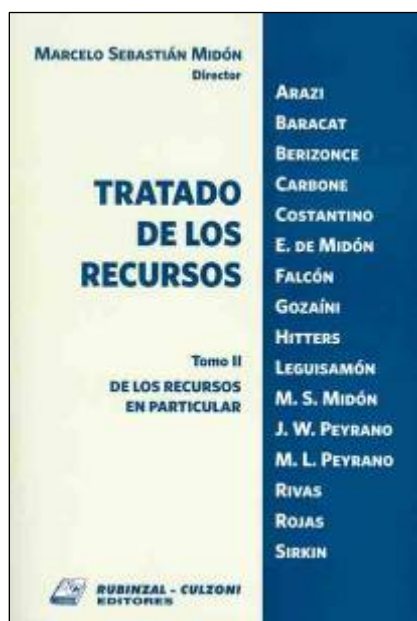 MARCELO SEBASTIÁN MIDÓN
Director
TRATADO
DE LOS
RECURSOS
Tomo II
DE LOS RECURSOS
EN PARTICULAR
RUBINZAL - CULZONI
EDITORES
ARAZI
BARACAT
BERIZONCE
CARBONE
COSTANTINO
E. DE MIDÓN
FALCÓN
GOZAÍNI
HITTERS
LEGUISAMÓN
M. S. MIDÓN
J. W. PEYRANO
M. L. PEYRANO
RIVAS
ROJAS
SIRKIN